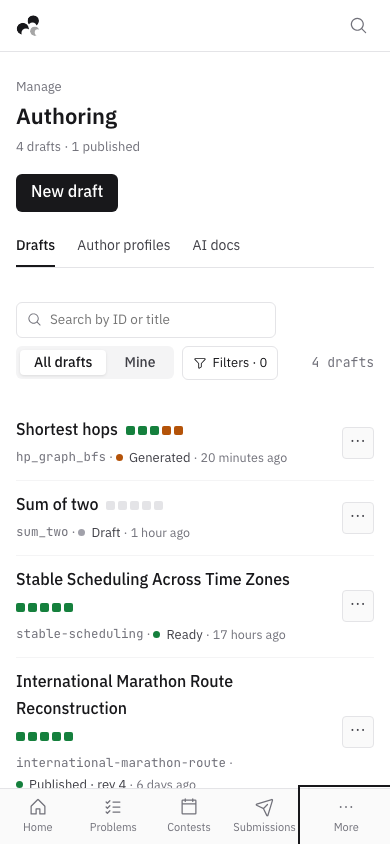 Manage
Authoring
4 drafts · 1 published
New draft
Drafts Author profiles AI docs
Search by ID or title
All drafts Mine Filters · 0 4 drafts
Shortest hops
hp_graph_bfs · Generated · 20 minutes ago
Sum of two
sum_two · Draft · 1 hour ago
Stable Scheduling Across Time Zones
stable-scheduling · Ready · 17 hours ago
International Marathon Route
Reconstruction
international-marathon-route ·
Published · rev 4 · 6 days ago
Home Problems Contests Submissions More